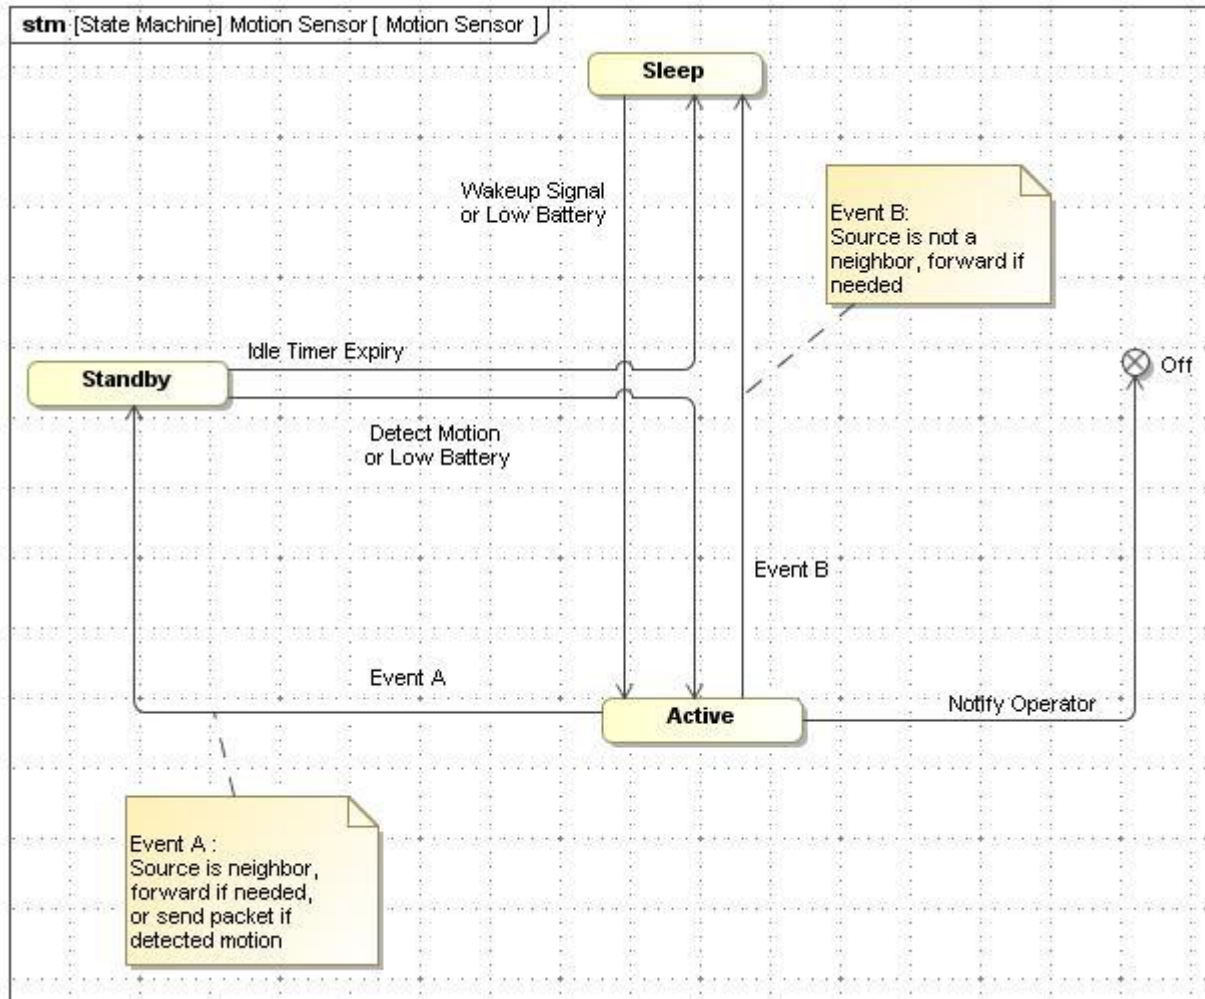 stm [State Machine] Motion Sensor [ Motion Sensor ]
Sleep
Wakeup Signal
or Low Battery
Event B:
Source is not a
neighbor, forward if
needed
Idle Timer Expiry
Off
Standby
Detect Motion
or Low Battery
Event B
Event A
Notify Operator
Active
Event A :
Source is neighbor,
forward if needed,
or send packet if
detected motion